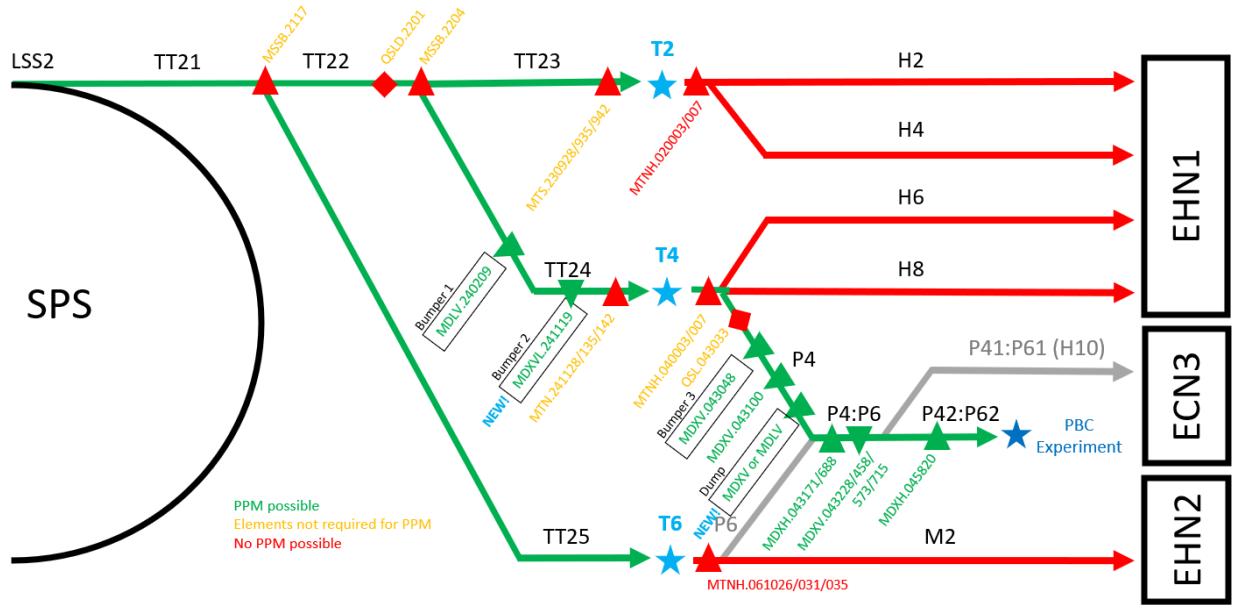 LSS2
TT21
MSSB.2117
TT22
QSLD.2201
MSSB.2204
TT23
MTS.230928/935/942
T2
MTNH.020003/007
H2
H4
H6
H8
EHN1
SPS
Bumper 1
MDLV.240209
TT24
Bumper 2
MDXVL.241119
NEW!
MTN.241128/135/142
T4
MTNH.040003/007
QSL.043033
P4
Bumper 3
MDXV.043048
MDXV.043100
Dump
MDXV or MDLV
NEW!
P4:P6
P42:P62
P41:P61 (H10)
MDXH.043171/688
MDXV.043228/458/
573/715
MDXH.045820
PBC
Experiment
ECN3
PPM possible
Elements not required for PPM
No PPM possible
TT25
T6
P6
MTNH.061026/031/035
M2
EHN2